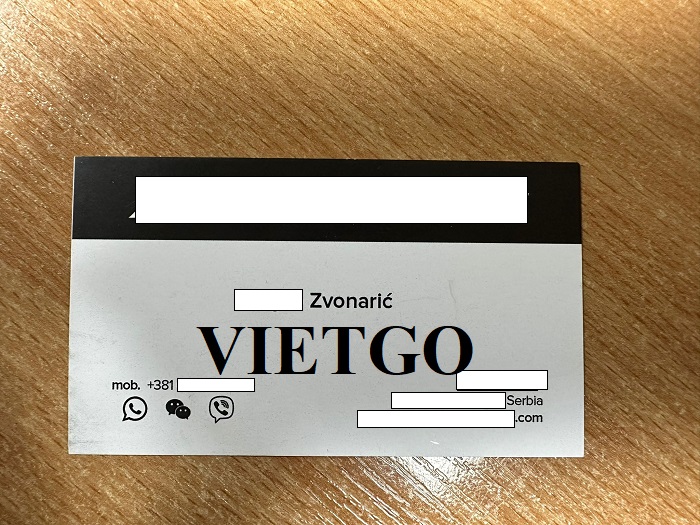 Zvonarić
VIETGO
mob. +381
Serbia
.com